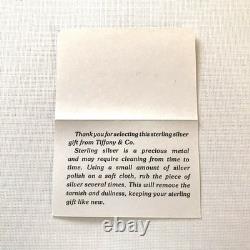 Thank you for selecting this sterling silver
gift from Tiffany & Co.
Sterling silver is a precious metal
and may require cleaning from time to
time. Using a small amount of silver
polish on a soft cloth, rub the piece of
silver several times. This will remove the
tarnish and dullness, keeping your sterling
gift like new.
ebay